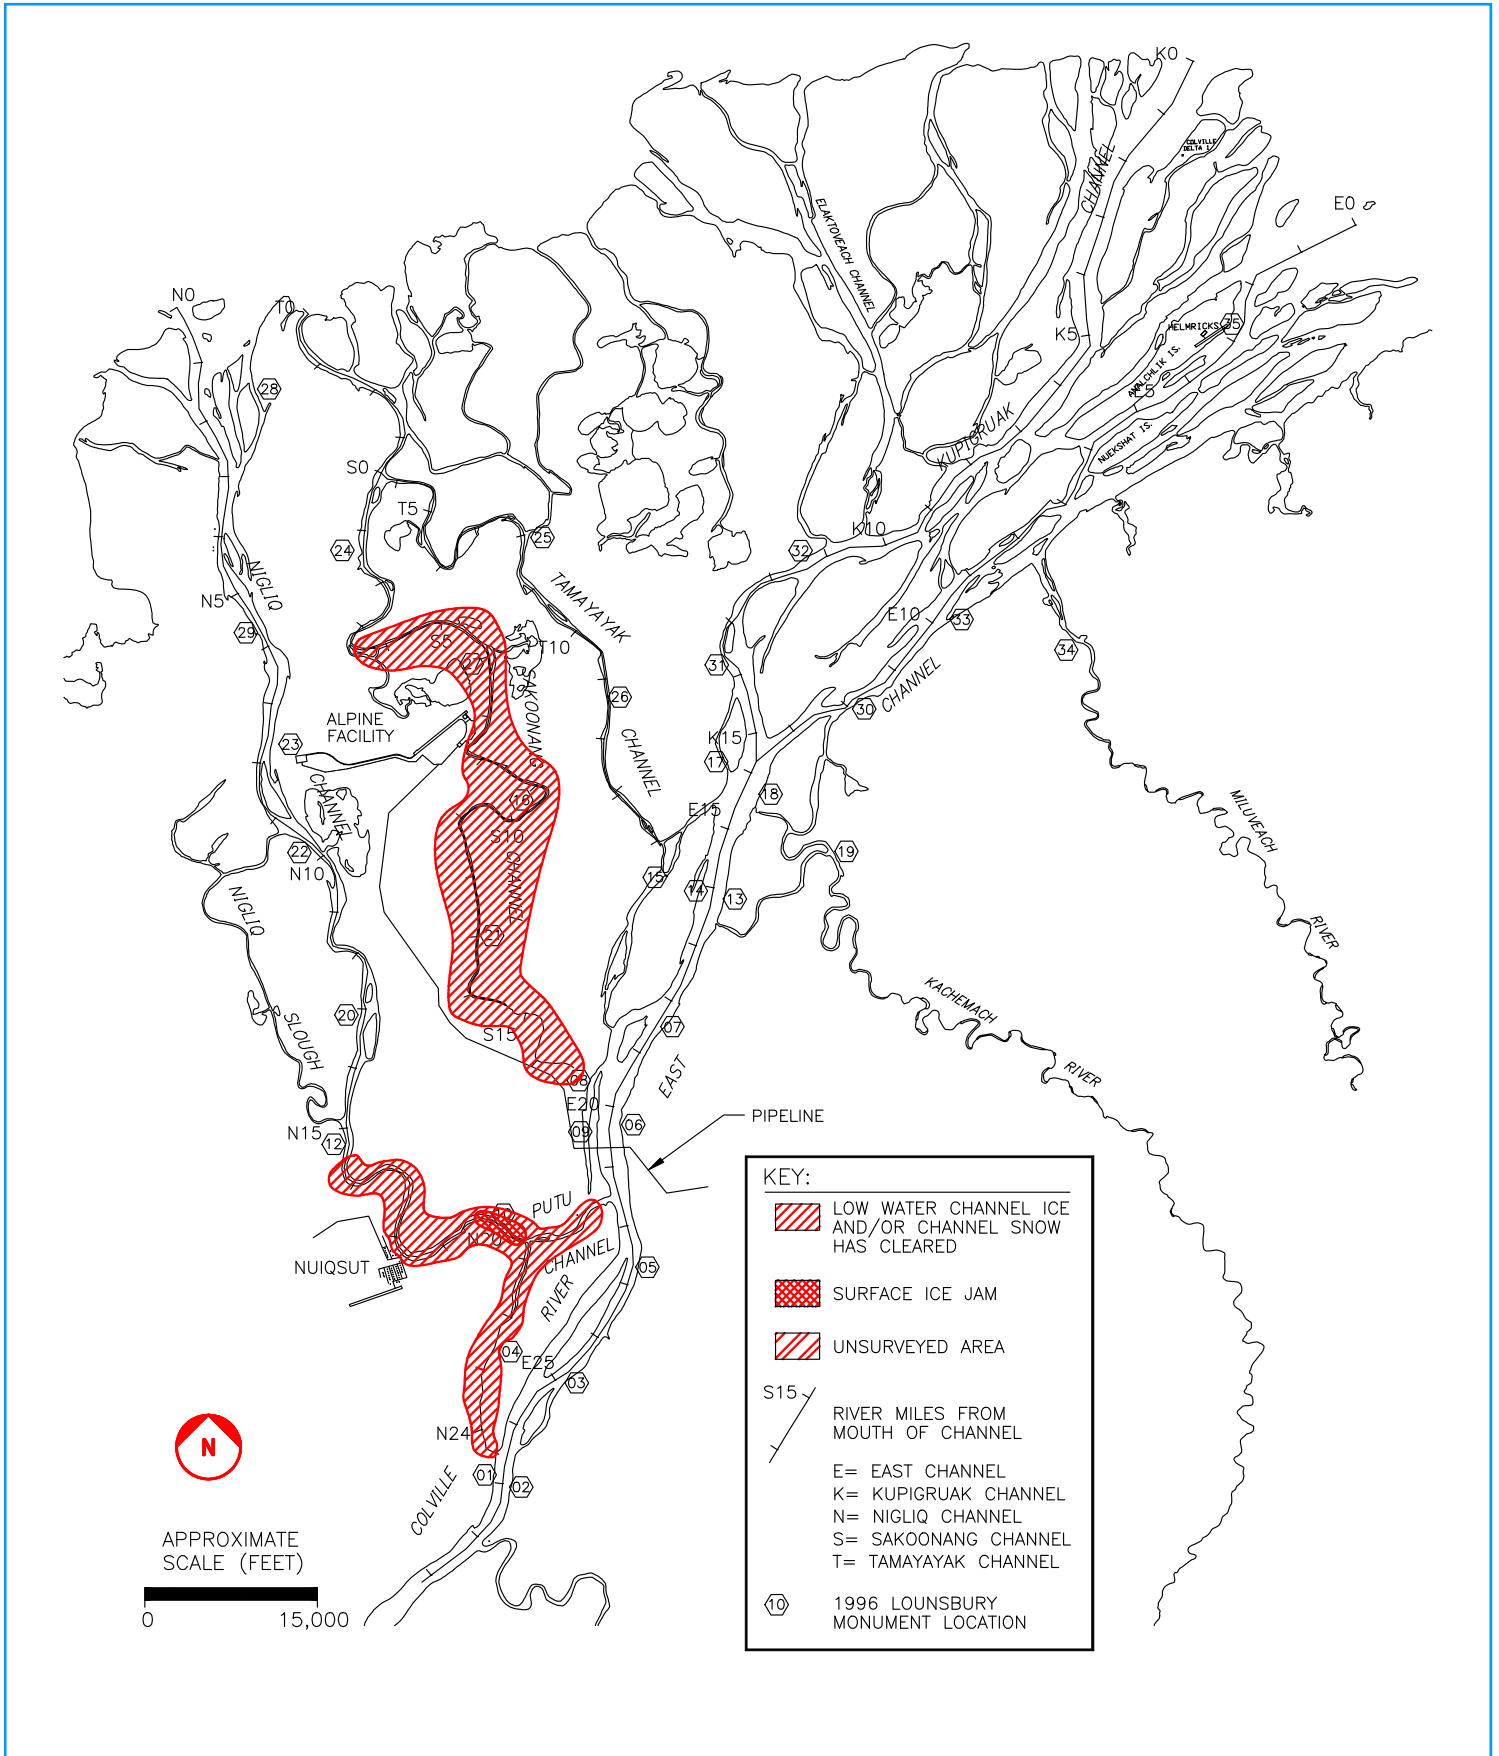 K0
COLVILLE
DELTA 1
CHANNEL
E0
ELAKTOVEACH CHANNEL
N0
T0
HELMRICKS
35
K5
ANACHLIK IS.
E5
28
KUPIGRUAK
NUEKSHAT IS.
S0
T5
K10
25
24
32
NIGLIQ
TAMAYAYAK
N5
E10
33
29
S5
T10
34
27
31
SAKOONANG
26
CHANNEL
30
ALPINE
FACILITY
K15
23
CHANNEL
17
CHANNEL
16
18
E15
MILUVEACH
S10
22
19
N10
CHANNEL
15
14
13
NIGLIQ
RIVER
21
KACHEMACH
20
07
SLOUGH
S15
EAST
RIVER
08
E20
PIPELINE
N15
09
06
12
PUTU
N20
CHANNEL
NUIQSUT
05
RIVER
04
E25
03
N24
01
02
COLVILLE
N
APPROXIMATE
SCALE (FEET)
0
15,000
KEY:
LOW WATER CHANNEL ICE
AND/OR CHANNEL SNOW
HAS CLEARED
SURFACE ICE JAM
UNSURVEYED AREA
S15
RIVER MILES FROM
MOUTH OF CHANNEL
E= EAST CHANNEL
K= KUPIGRUAK CHANNEL
N= NIGLIQ CHANNEL
S= SAKOONANG CHANNEL
T= TAMAYAYAK CHANNEL
10
1996 LOUNSBURY
MONUMENT LOCATION